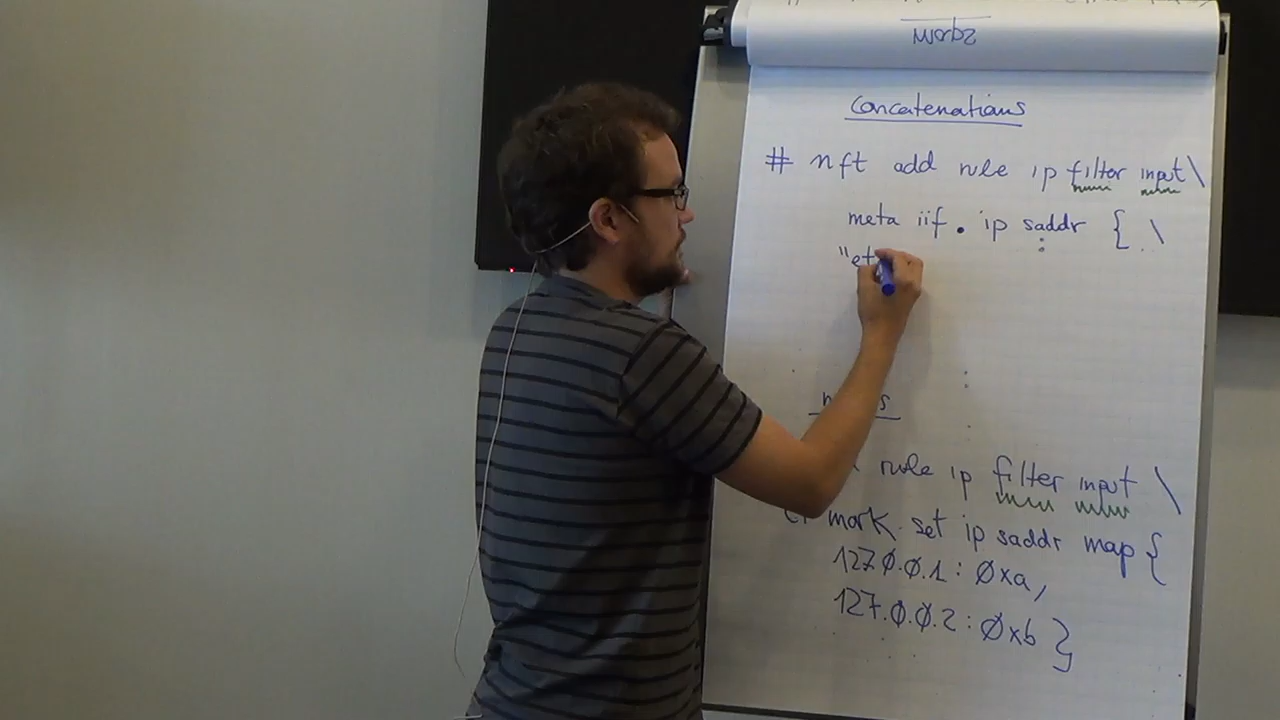 Concatenations
# nft add rule ip filter input \
meta iif . ip saddr { \
"et
rule ip filter input \
mark set ip saddr map {
127.0.0.1 : 0xa,
127.0.0.2 : 0xb }